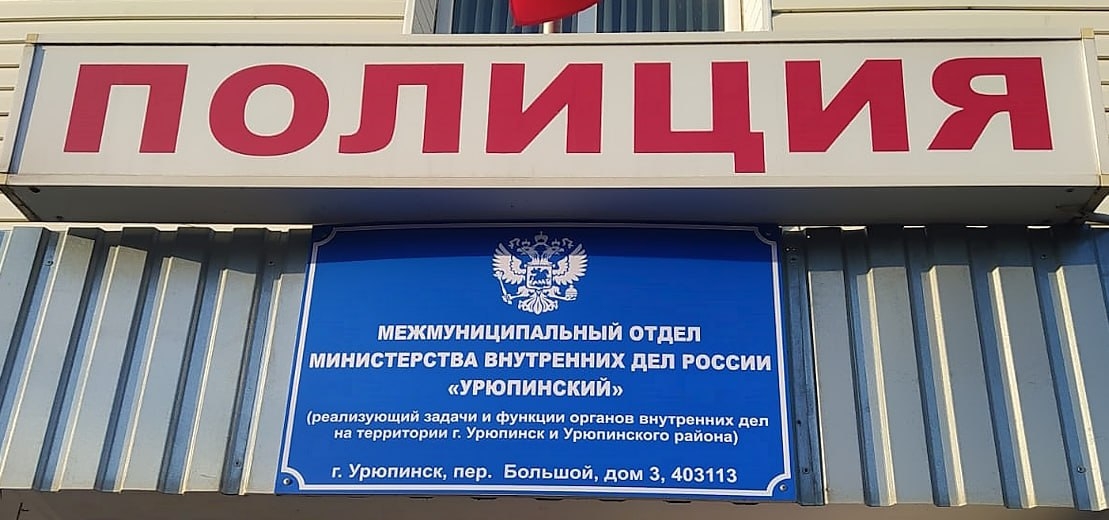 ПОЛИЦИЯ
МЕЖМУНИЦИПАЛЬНЫЙ ОТДЕЛ
МИНИСТЕРСТВА ВНУТРЕННИХ ДЕЛ РОССИИ
«УРЮПИНСКИЙ»
(реализующий задачи и функции органов внутренних дел
на территории г. Урюпинск и Урюпинского района)
г. Урюпинск, пер. Большой, дом 3, 403113